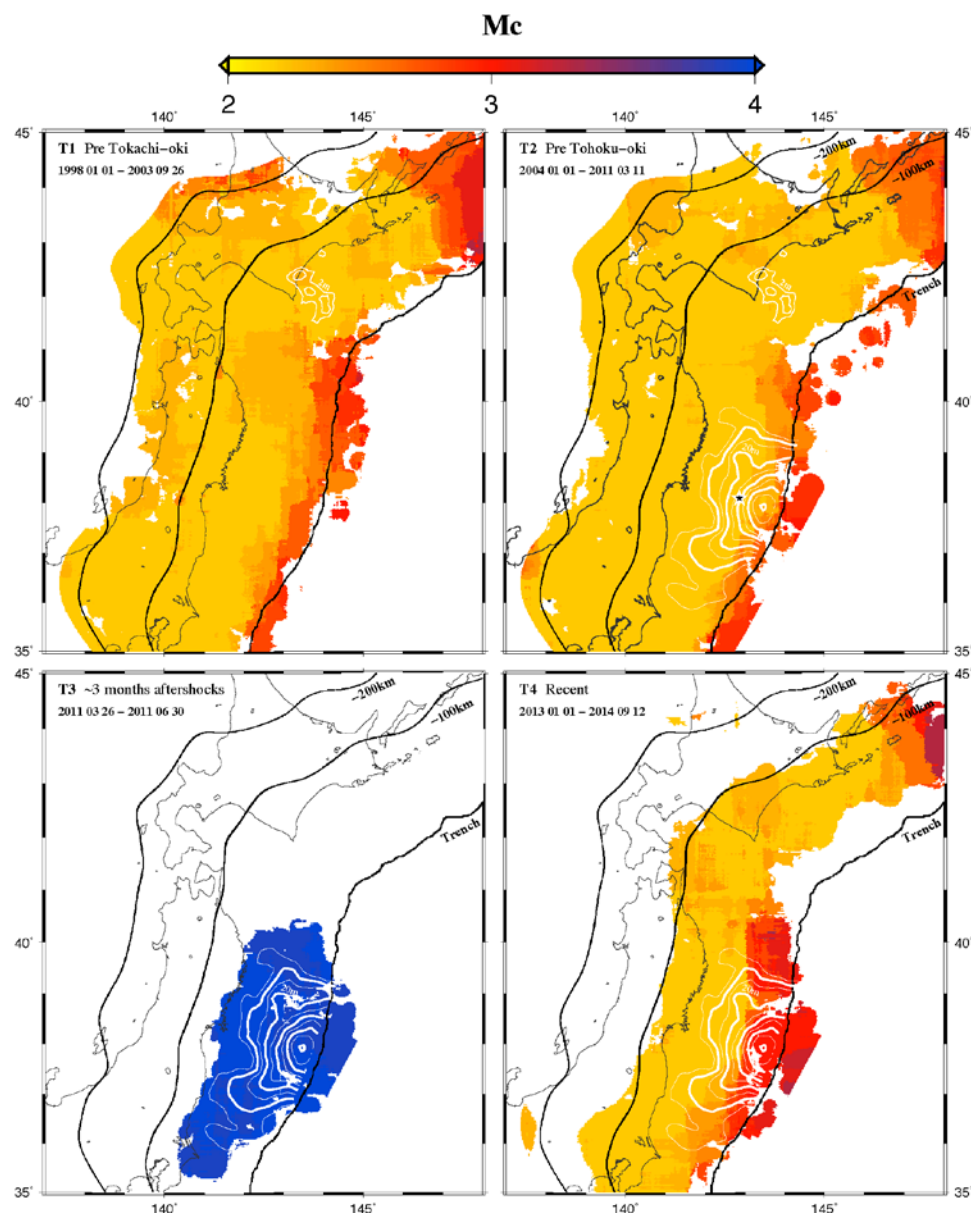 Mc
2 3 4
140° 145° 140° 145°
45° 45°
T1 Pre Tokachi-oki
1998 01 01 – 2003 09 26
T2 Pre Tohoku-oki
2004 01 01 – 2011 03 11
~200km
~100km
Trench
20m
40° 40°
35° 35°
45° 45°
T3 ~3 months aftershocks
2011 03 26 – 2011 06 30
~200km
~100km
Trench
20m
T4 Recent
2013 01 01 – 2014 09 12
~200km
~100km
Trench
20m
40° 40°
35° 35°
140° 145° 140° 145°